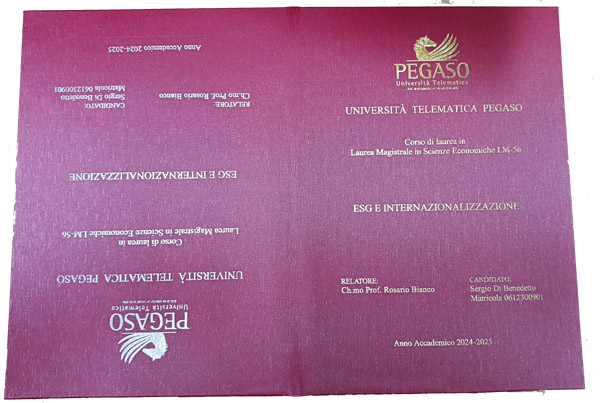 PEGASO
Università Telematica
UNIVERSITÀ TELEMATICA PEGASO
Corso di laurea in
Laurea Magistrale in Scienze Economiche LM-56
ESG E INTERNAZIONALIZZAZIONE
RELATORE:
Ch.mo Prof. Rosario Bianco
CANDIDATO:
Sergio Di Benedetto
Matricola 0612300901
Anno Accademico 2024-2025
PEGASO
Università Telematica
UNIVERSITÀ TELEMATICA PEGASO
Corso di laurea in
Laurea Magistrale in Scienze Economiche LM-56
ESG E INTERNAZIONALIZZAZIONE
RELATORE:
Ch.mo Prof. Rosario Bianco
CANDIDATO:
Sergio Di Benedetto
Matricola 0612300901
Anno Accademico 2024-2025